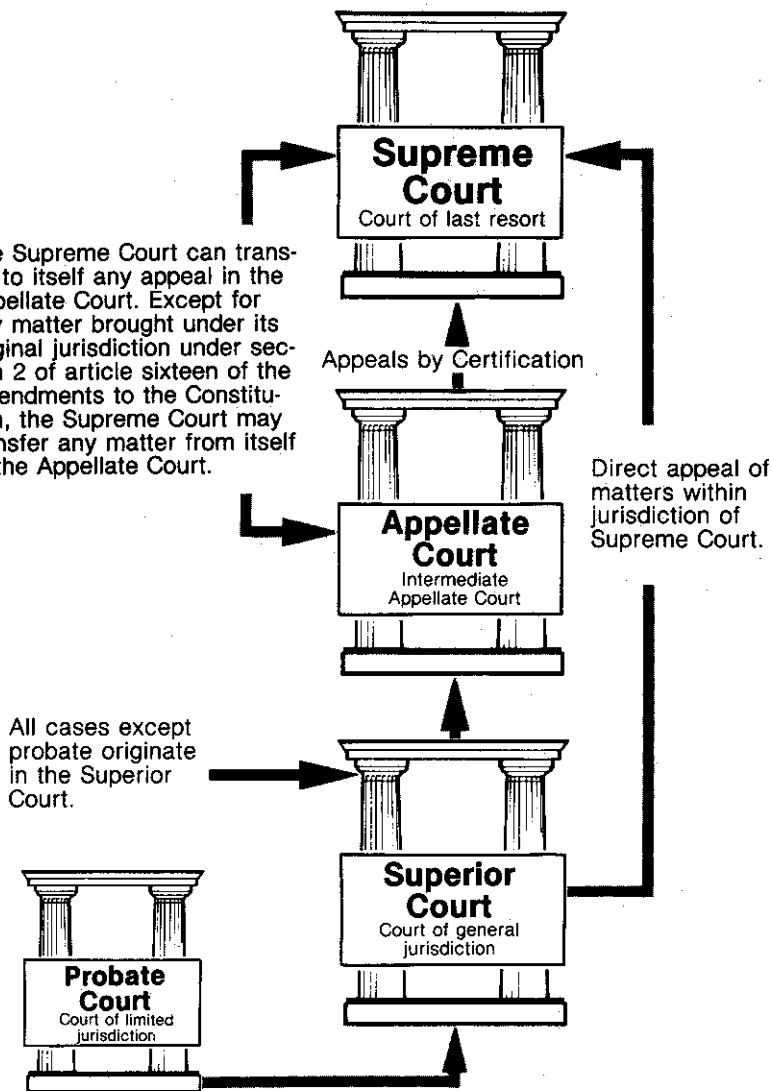 Supreme
Court
Court of last resort
e Supreme Court can trans-
to itself any appeal in the
pellate Court. Except for
y matter brought under its
ginal jurisdiction under sec-
n 2 of article sixteen of the
endments to the Constitu-
n, the Supreme Court may
nsfer any matter from itself
the Appellate Court.
Appeals by Certification
Appellate
Court
Intermediate
Appellate Court
Direct appeal of
matters within
jurisdiction of
Supreme Court.
All cases except
probate originate
in the Superior
Court.
Superior
Court
Court of general
jurisdiction
Probate
Court
Court of limited
jurisdiction